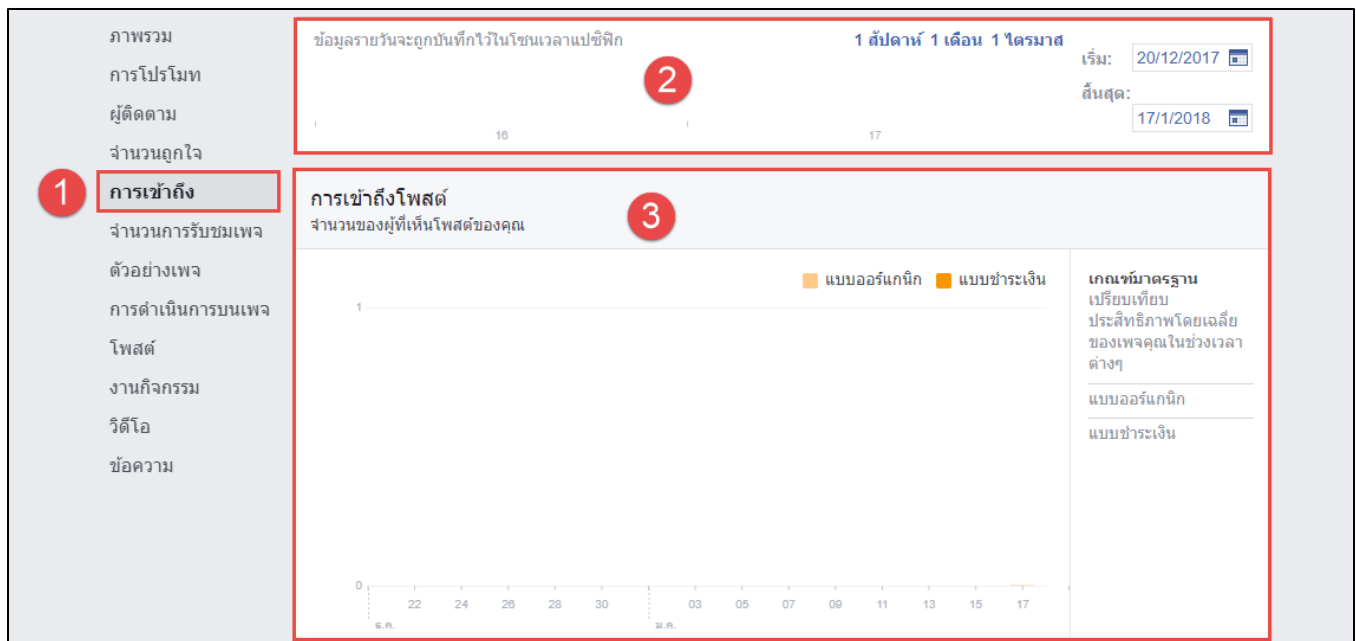 ภาพรวม
การโปรโมท
ผู้ติดตาม
จำนวนถูกใจ
1 การเข้าถึง
จำนวนการรับชมเพจ
ตัวอย่างเพจ
การดำเนินการบนเพจ
โพสต์
งานกิจกรรม
วิดีโอ
ข้อความ
ข้อมูลรายวันจะถูกบันทึกไว้ในโซนเวลาแปซิฟิก
1 สัปดาห์ 1 เดือน 1 ไตรมาส
เริ่ม: 20/12/2017
สิ้นสุด:
17/1/2018
2
16 17
การเข้าถึงโพสต์
จำนวนของผู้ที่เห็นโพสต์ของคุณ
3
แบบออร์แกนิก แบบชำระเงิน
1
0
22 24 26 28 30 03 05 07 09 11 13 15 17
ธ.ค. ม.ค.
เกณฑ์มาตรฐาน
เปรียบเทียบ
ประสิทธิภาพโดยเฉลี่ย
ของเพจคุณในช่วงเวลา
ต่างๆ
แบบออร์แกนิก
แบบชำระเงิน